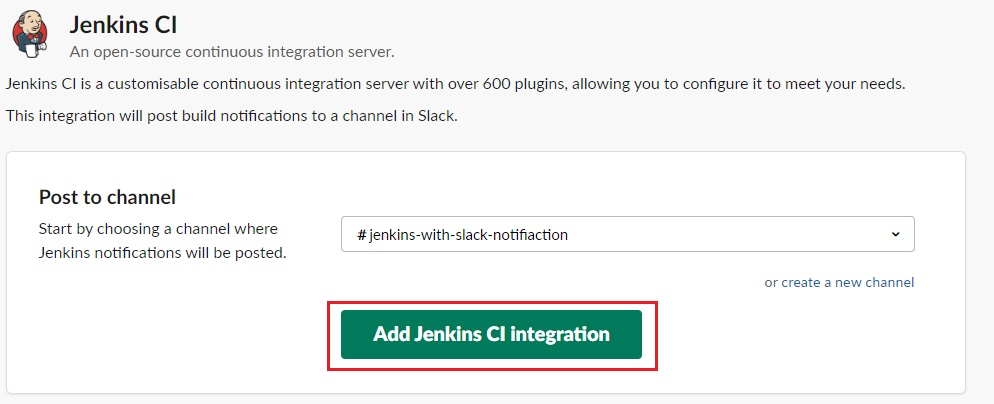 Jenkins CI
An open-source continuous integration server.
Jenkins CI is a customisable continuous integration server with over 600 plugins, allowing you to configure it to meet your needs.
This integration will post build notifications to a channel in Slack.
Post to channel
Start by choosing a channel where
Jenkins notifications will be posted.
# jenkins-with-slack-notifiaction
or create a new channel
Add Jenkins CI integration